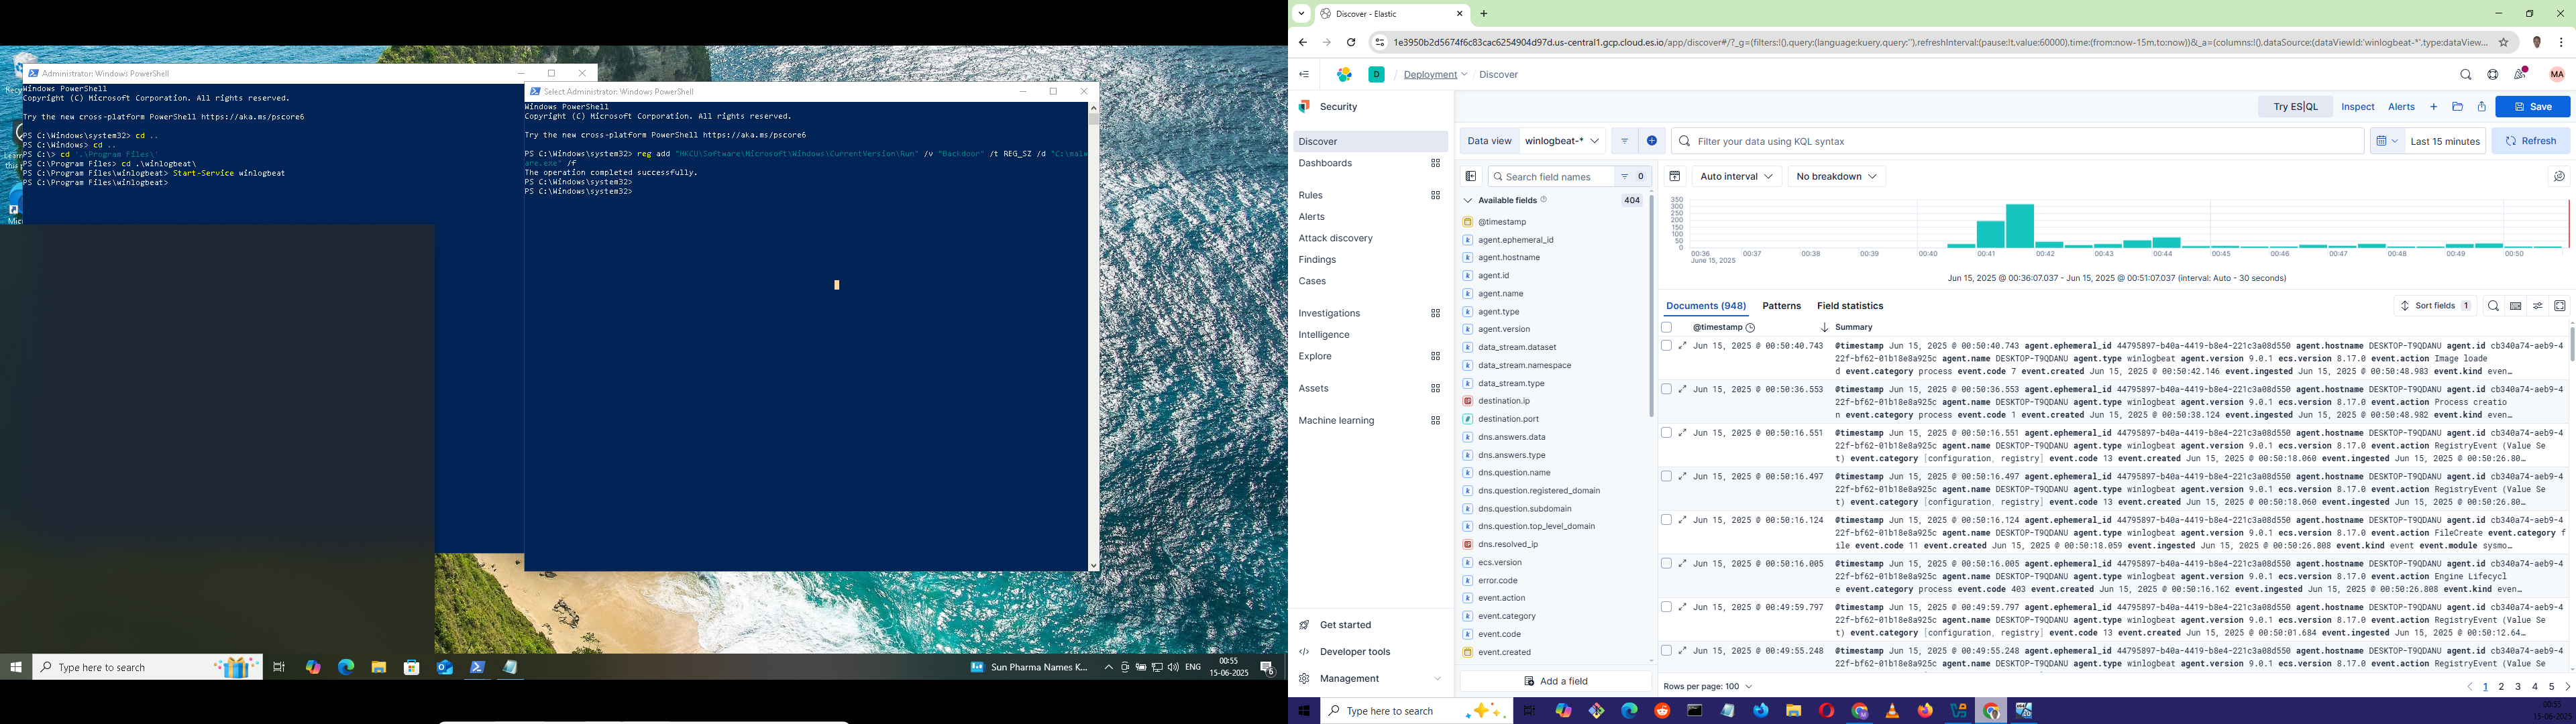 Administrator: Windows PowerShell
Windows PowerShell
Copyright (C) Microsoft Corporation. All rights reserved.
Try the new cross-platform PowerShell https://aka.ms/pscore6
PS C:\Windows\system32> cd ..
PS C:\Windows> cd ..
PS C:\> cd '.\Program Files\'
PS C:\Program Files> cd .\winlogbeat\
PS C:\Program Files\winlogbeat> Start-Service winlogbeat
PS C:\Program Files\winlogbeat>
Select Administrator: Windows PowerShell
Windows PowerShell
Copyright (C) Microsoft Corporation. All rights reserved.
Try the new cross-platform PowerShell https://aka.ms/pscore6
PS C:\Windows\system32> reg add "HKCU\Software\Microsoft\Windows\CurrentVersion\Run" /v "Backdoor" /t REG_SZ /d "C:\malw
are.exe" /f
The operation completed successfully.
PS C:\Windows\system32>
PS C:\Windows\system32>
Type here to search
Sun Pharma Names K...
ENG
00:55
15-06-2025
6
Discover - Elastic
1e3950b2d5674f6c83cac6254904d97d.us-central1.gcp.cloud.es.io/app/discover#/?_g=(filters:!(),query:(language:kuery,query:''),refreshInterval:(pause:!t,value:60000),time:(from:now-15m,to:now))&_a=(columns:!(),dataSource:(dataViewId:'winlogbeat-*',type:dataView...
D / Deployment / Discover
MA
Security
Try ES|QL Inspect Alerts Save
Discover
Dashboards
Rules
Alerts
Attack discovery
Findings
Cases
Investigations
Intelligence
Explore
Assets
Machine learning
Get started
Developer tools
Management
Data view winlogbeat-*
Filter your data using KQL syntax
Last 15 minutes
Refresh
Search field names 0
Available fields 404
@timestamp
agent.ephemeral_id
agent.hostname
agent.id
agent.name
agent.type
agent.version
data_stream.dataset
data_stream.namespace
data_stream.type
destination.ip
destination.port
dns.answers.data
dns.answers.type
dns.question.name
dns.question.registered_domain
dns.question.subdomain
dns.question.top_level_domain
dns.resolved_ip
ecs.version
error.code
event.action
event.category
event.code
event.created
Add a field
Auto interval No breakdown
350
300
250
200
150
100
50
0
00:36 00:37 00:38 00:39 00:40 00:41 00:42 00:43 00:44 00:45 00:46 00:47 00:48 00:49 00:50
June 15, 2025
Jun 15, 2025 @ 00:36:07.037 - Jun 15, 2025 @ 00:51:07.037 (interval: Auto - 30 seconds)
Documents (948) Patterns Field statistics
Sort fields 1
@timestamp Summary
Jun 15, 2025 @ 00:50:40.743 @timestamp Jun 15, 2025 @ 00:50:40.743 agent.ephemeral_id 44795897-b40a-4419-b8e4-221c3a08d550 agent.hostname DESKTOP-T9QDANU agent.id cb340a74-aeb9-4
22f-bf62-01b18e8a925c agent.name DESKTOP-T9QDANU agent.type winlogbeat agent.version 9.0.1 ecs.version 8.17.0 event.action Image loade
d event.category process event.code 7 event.created Jun 15, 2025 @ 00:50:42.146 event.ingested Jun 15, 2025 @ 00:50:48.983 event.kind even...
Jun 15, 2025 @ 00:50:36.553 @timestamp Jun 15, 2025 @ 00:50:36.553 agent.ephemeral_id 44795897-b40a-4419-b8e4-221c3a08d550 agent.hostname DESKTOP-T9QDANU agent.id cb340a74-aeb9-4
22f-bf62-01b18e8a925c agent.name DESKTOP-T9QDANU agent.type winlogbeat agent.version 9.0.1 ecs.version 8.17.0 event.action Process creatio
n event.category process event.code 1 event.created Jun 15, 2025 @ 00:50:38.124 event.ingested Jun 15, 2025 @ 00:50:48.982 event.kind even...
Jun 15, 2025 @ 00:50:16.551 @timestamp Jun 15, 2025 @ 00:50:16.551 agent.ephemeral_id 44795897-b40a-4419-b8e4-221c3a08d550 agent.hostname DESKTOP-T9QDANU agent.id cb340a74-aeb9-4
22f-bf62-01b18e8a925c agent.name DESKTOP-T9QDANU agent.type winlogbeat agent.version 9.0.1 ecs.version 8.17.0 event.action RegistryEvent (Value Se
t) event.category [configuration, registry] event.code 13 event.created Jun 15, 2025 @ 00:50:18.060 event.ingested Jun 15, 2025 @ 00:50:26.80...
Jun 15, 2025 @ 00:50:16.497 @timestamp Jun 15, 2025 @ 00:50:16.497 agent.ephemeral_id 44795897-b40a-4419-b8e4-221c3a08d550 agent.hostname DESKTOP-T9QDANU agent.id cb340a74-aeb9-4
22f-bf62-01b18e8a925c agent.name DESKTOP-T9QDANU agent.type winlogbeat agent.version 9.0.1 ecs.version 8.17.0 event.action RegistryEvent (Value Se
t) event.category [configuration, registry] event.code 13 event.created Jun 15, 2025 @ 00:50:18.060 event.ingested Jun 15, 2025 @ 00:50:26.80...
Jun 15, 2025 @ 00:50:16.124 @timestamp Jun 15, 2025 @ 00:50:16.124 agent.ephemeral_id 44795897-b40a-4419-b8e4-221c3a08d550 agent.hostname DESKTOP-T9QDANU agent.id cb340a74-aeb9-4
22f-bf62-01b18e8a925c agent.name DESKTOP-T9QDANU agent.type winlogbeat agent.version 9.0.1 ecs.version 8.17.0 event.action FileCreate event.category f
ile event.code 11 event.created Jun 15, 2025 @ 00:50:18.059 event.ingested Jun 15, 2025 @ 00:50:26.808 event.kind event event.module sysmo...
Jun 15, 2025 @ 00:50:16.005 @timestamp Jun 15, 2025 @ 00:50:16.005 agent.ephemeral_id 44795897-b40a-4419-b8e4-221c3a08d550 agent.hostname DESKTOP-T9QDANU agent.id cb340a74-aeb9-4
22f-bf62-01b18e8a925c agent.name DESKTOP-T9QDANU agent.type winlogbeat agent.version 9.0.1 ecs.version 8.17.0 event.action Engine Lifecycl
e event.category process event.code 403 event.created Jun 15, 2025 @ 00:50:16.162 event.ingested Jun 15, 2025 @ 00:50:26.808 event.kind even...
Jun 15, 2025 @ 00:49:59.797 @timestamp Jun 15, 2025 @ 00:49:59.797 agent.ephemeral_id 44795897-b40a-4419-b8e4-221c3a08d550 agent.hostname DESKTOP-T9QDANU agent.id cb340a74-aeb9-4
22f-bf62-01b18e8a925c agent.name DESKTOP-T9QDANU agent.type winlogbeat agent.version 9.0.1 ecs.version 8.17.0 event.action RegistryEvent (Value Se
t) event.category [configuration, registry] event.code 13 event.created Jun 15, 2025 @ 00:50:01.684 event.ingested Jun 15, 2025 @ 00:50:12.64...
Jun 15, 2025 @ 00:49:55.248 @timestamp Jun 15, 2025 @ 00:49:55.248 agent.ephemeral_id 44795897-b40a-4419-b8e4-221c3a08d550 agent.hostname DESKTOP-T9QDANU agent.id cb340a74-aeb9-4
22f-bf62-01b18e8a925c agent.name DESKTOP-T9QDANU agent.type winlogbeat agent.version 9.0.1 ecs.version 8.17.0 event.action RegistryEvent (Value Se
Rows per page: 100
1 2 3 4 5
Type here to search
00:55
15-06-2025